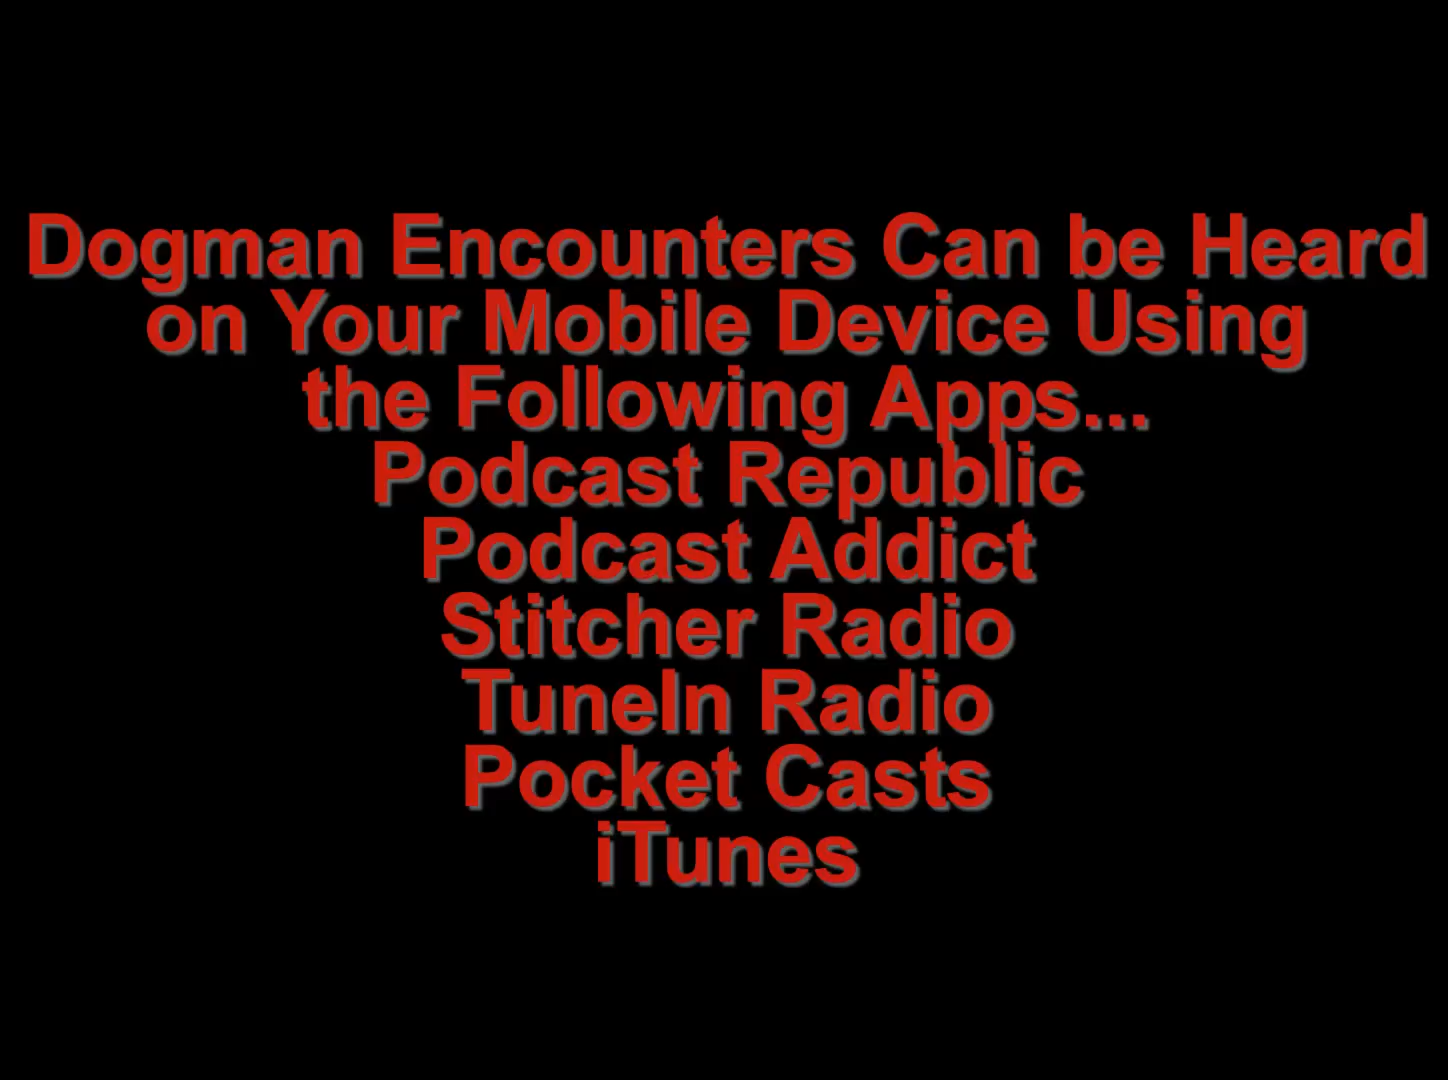 Dogman Encounters Can be Heard
on Your Mobile Device Using
the Following Apps...
Podcast Republic
Podcast Addict
Stitcher Radio
TuneIn Radio
Pocket Casts
iTunes